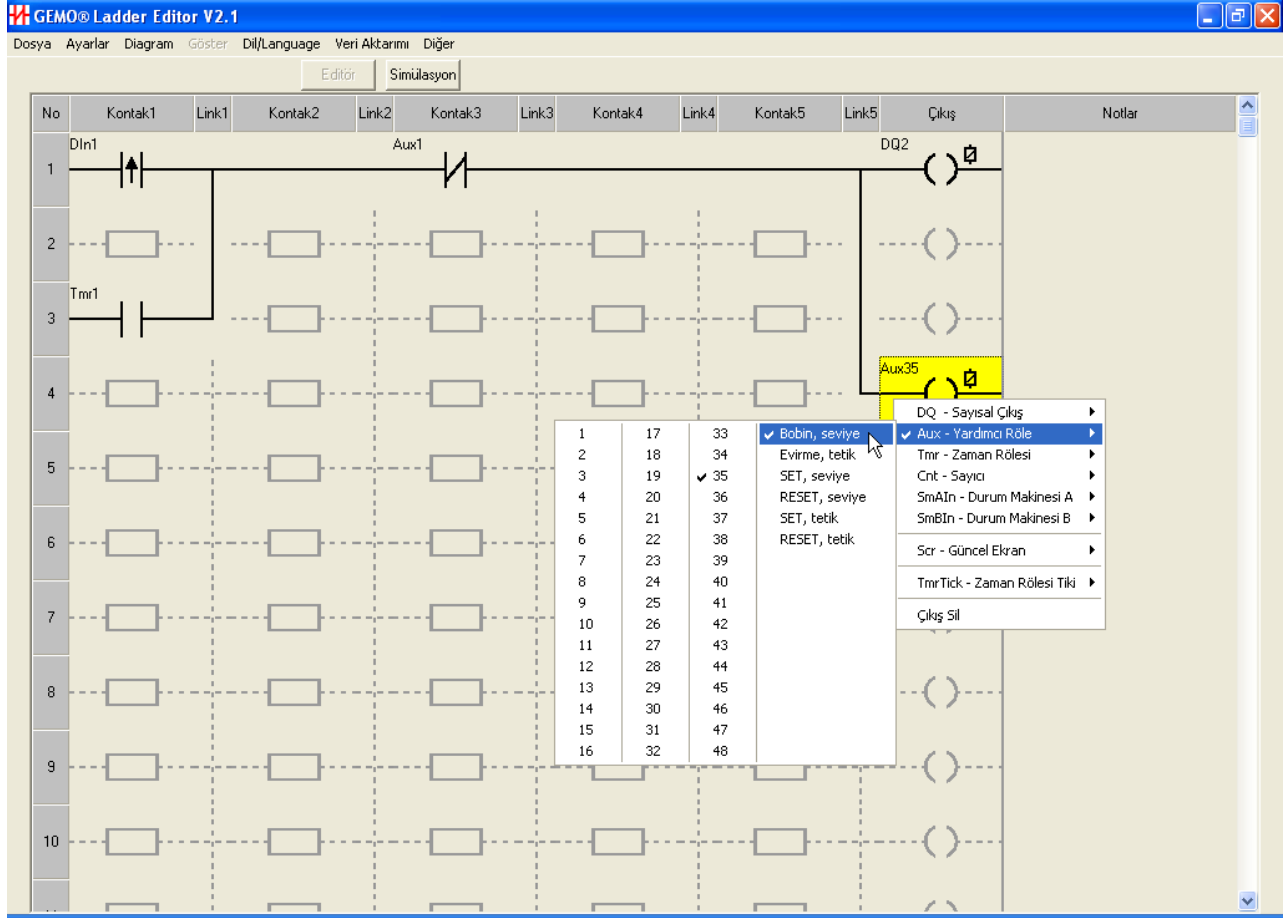 GEMO® Ladder Editor V2.1
Dosya Ayarlar Diagram Göster Dil/Language Veri Aktarımı Diğer
Editör Simülasyon
No Kontak1 Link1 Kontak2 Link2 Kontak3 Link3 Kontak4 Link4 Kontak5 Link5 Çıkış Notlar
DIn1 Aux1 DQ2
1
2
Tmr1
3
Aux35
4
DQ - Sayısal Çıkış
1 17 33 Bobin, seviye Aux - Yardımcı Röle
2 18 34 Evirme, tetik Tmr - Zaman Rölesi
5 3 19 35 SET, seviye Cnt - Sayıcı
4 20 36 RESET, seviye SmAIn - Durum Makinesi A
5 21 37 SET, tetik SmBIn - Durum Makinesi B
6 6 22 38 RESET, tetik
7 23 39 Scr - Güncel Ekran
8 24 40 TmrTick - Zaman Rölesi Tiki
9 25 41
7 10 26 42 Çıkış Sil
11 27 43
12 28 44
8 13 29 45
14 30 46
15 31 47
16 32 48
9
10